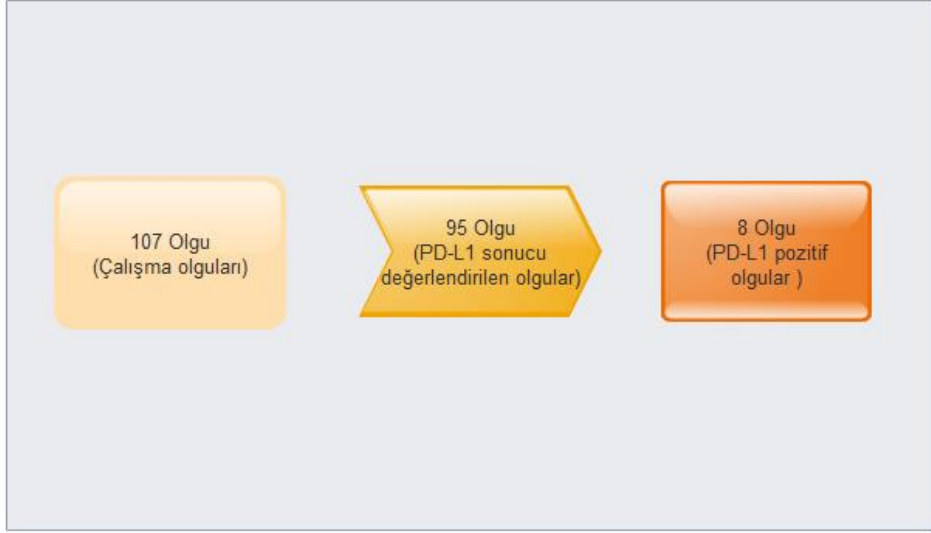 107 Olgu
(Çalışma olguları)
95 Olgu
(PD-L1 sonucu
değerlendirilen olgular)
8 Olgu
(PD-L1 pozitif
olgular )